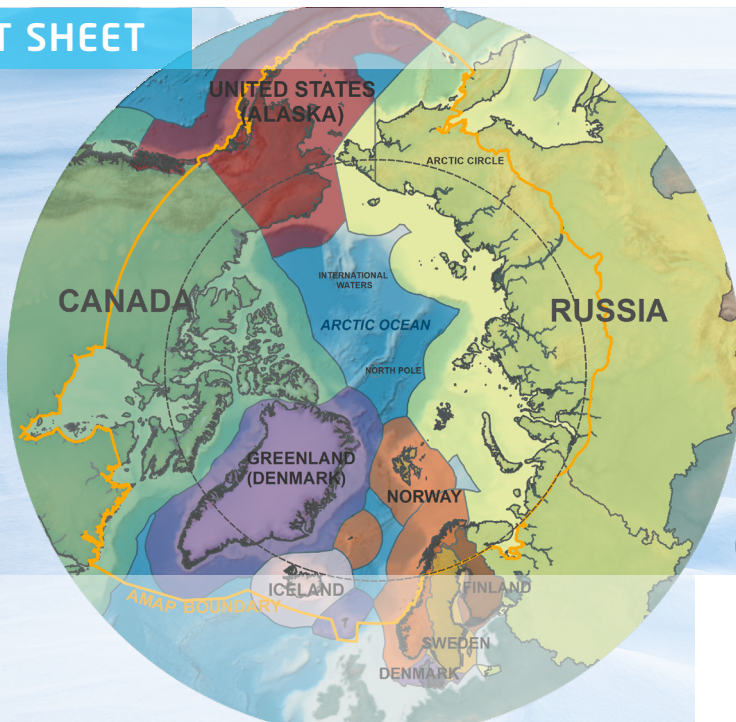 T SHEET
UNITED STATES
(ALASKA)
ARCTIC CIRCLE
INTERNATIONAL
WATERS
CANADA
RUSSIA
ARCTIC OCEAN
NORTH POLE
GREENLAND
(DENMARK)
NORWAY
ICELAND
FINLAND
AMAP BOUNDARY
SWEDEN
DENMARK